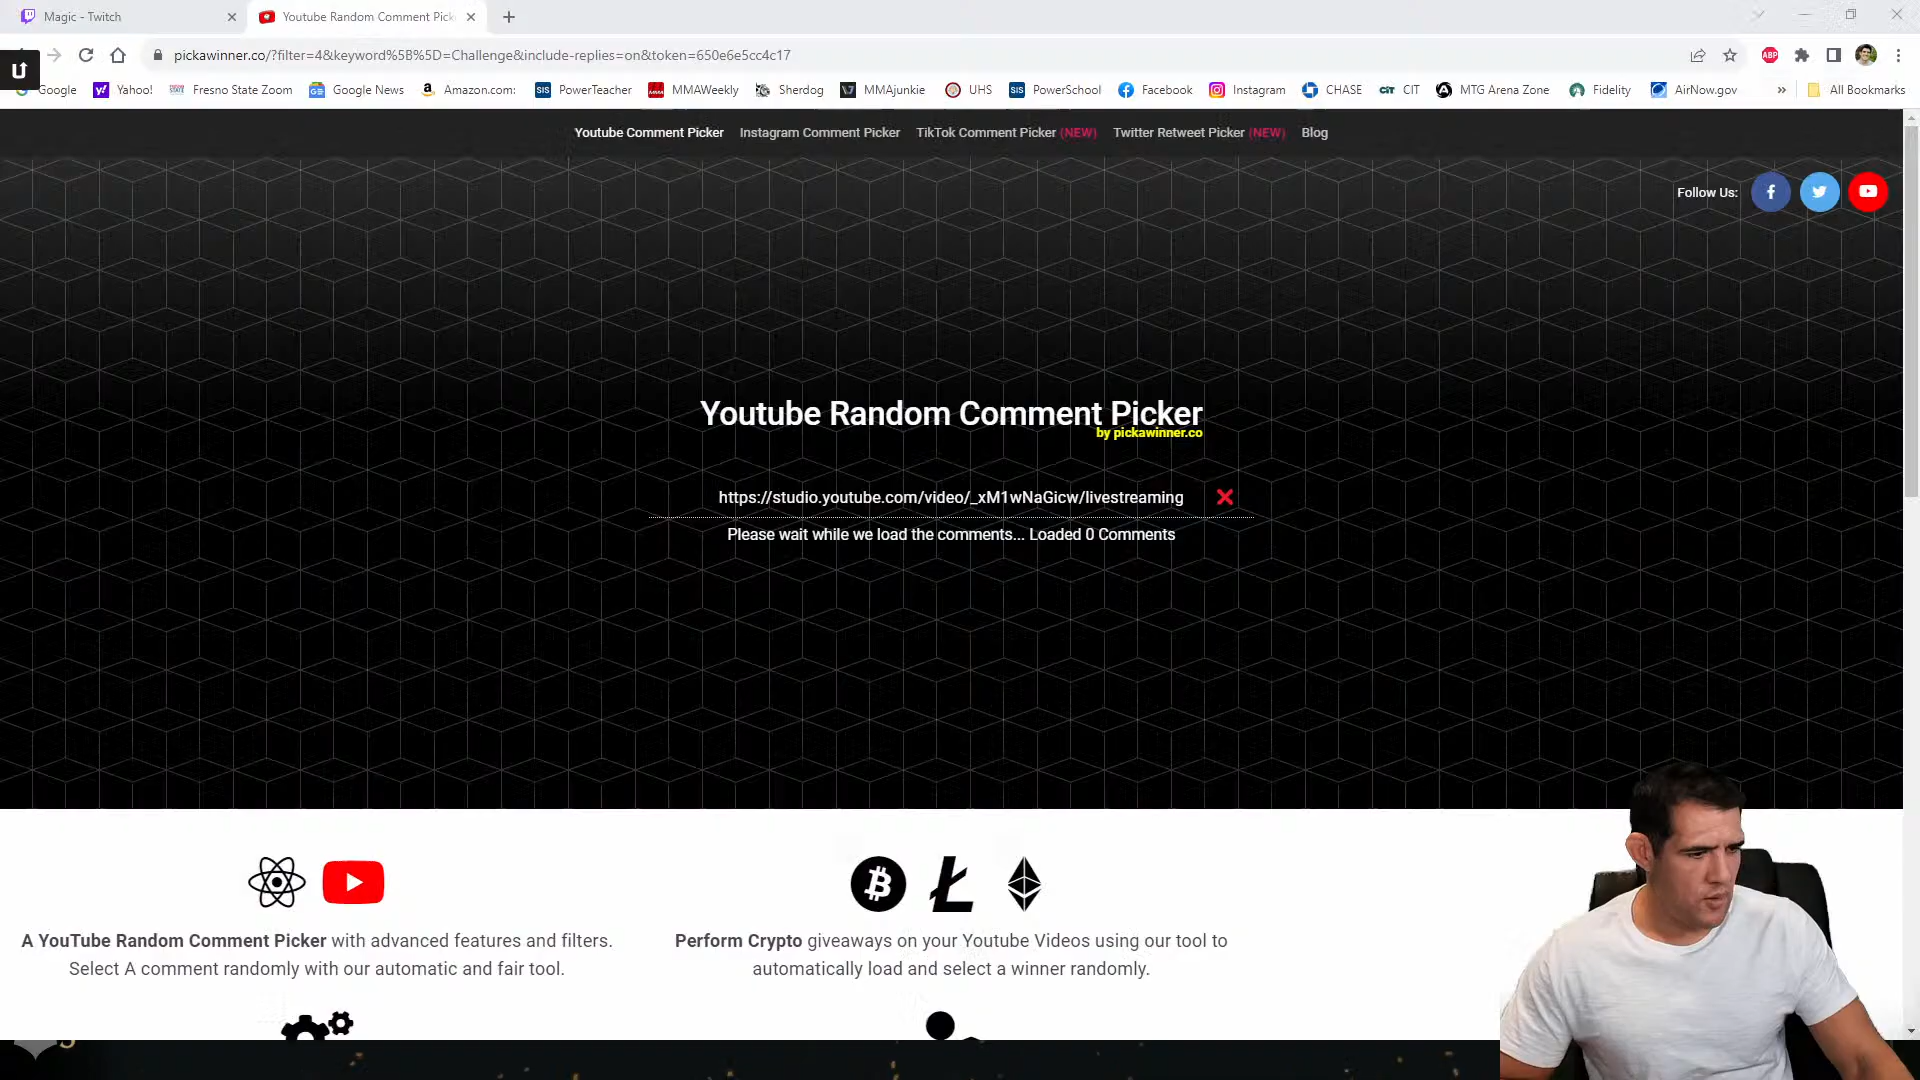 Magic - Twitch
Youtube Random Comment Pick
pickawinner.co/?filter=4&keyword%5B%5D=Challenge&include-replies=on&token=650e6e5cc4c17
ABP
Google Yahoo! Fresno State Zoom Google News Amazon.com: SIS PowerTeacher MMA MMAWeekly Sherdog MMAjunkie UHS SIS PowerSchool Facebook Instagram CHASE CIT CIT MTG Arena Zone Fidelity AirNow.gov » All Bookmarks
Youtube Comment Picker Instagram Comment Picker TikTok Comment Picker (NEW) Twitter Retweet Picker (NEW) Blog
Follow Us:
Youtube Random Comment Picker
by pickawinner.co
https://studio.youtube.com/video/_xM1wNaGicw/livestreaming
Please wait while we load the comments... Loaded 0 Comments
A YouTube Random Comment Picker with advanced features and filters.
Select A comment randomly with our automatic and fair tool.
Perform Crypto giveaways on your Youtube Videos using our tool to
automatically load and select a winner randomly.